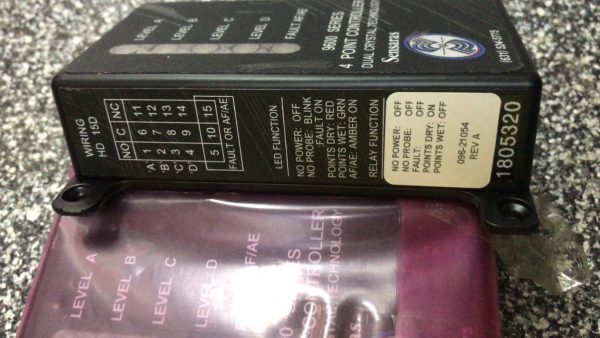 LEVEL A
LEVEL B
LEVEL C
LEVEL D
FAULT AF/AE
9600 SERIES
4 POINT CONTROLLER
DUAL CRYSTAL TECHNOLOGY
Sensaras
WIRING
HD 15D
NO C NC
'A' 1 6 11
'B' 2 7 12
'C' 3 8 13
'D' 4 9 14
5 10 15
FAULT OR AF/AE
LED FUNCTION
NO POWER: OFF
NO PROBE: BLINK
FAULT ON
POINTS DRY: RED
POINTS WET: GRN
AF/AE: AMBER ON
RELAY FUNCTION
NO POWER: OFF
NO PROBE: OFF
FAULT: OFF
POINTS DRY: ON
POINTS WET: OFF
096-21054
REV A
1805320
LEVEL A
LEVEL B
LEVEL C
LEVEL D
AF/AE
CONTROLLER